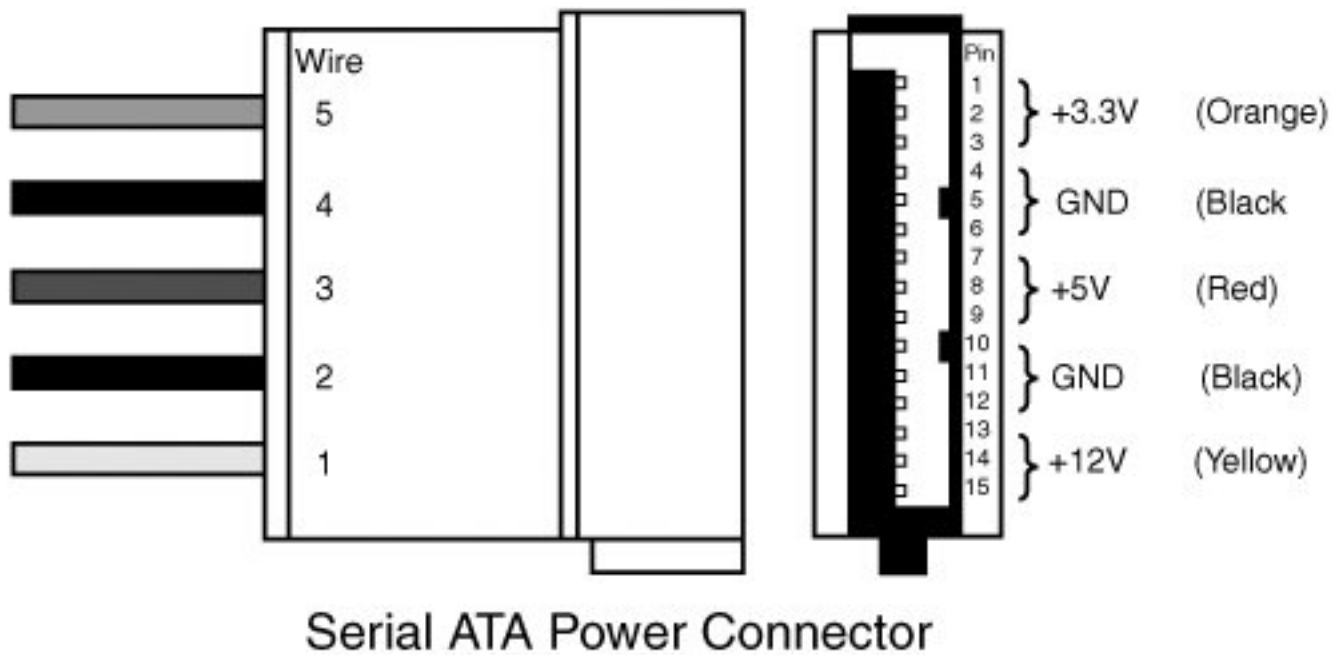 Wire
5
4
3
2
1
Pin
1
2
3
4
5
6
7
8
9
10
11
12
13
14
15
+3.3V (Orange)
GND (Black
+5V (Red)
GND (Black)
+12V (Yellow)
Serial ATA Power Connector